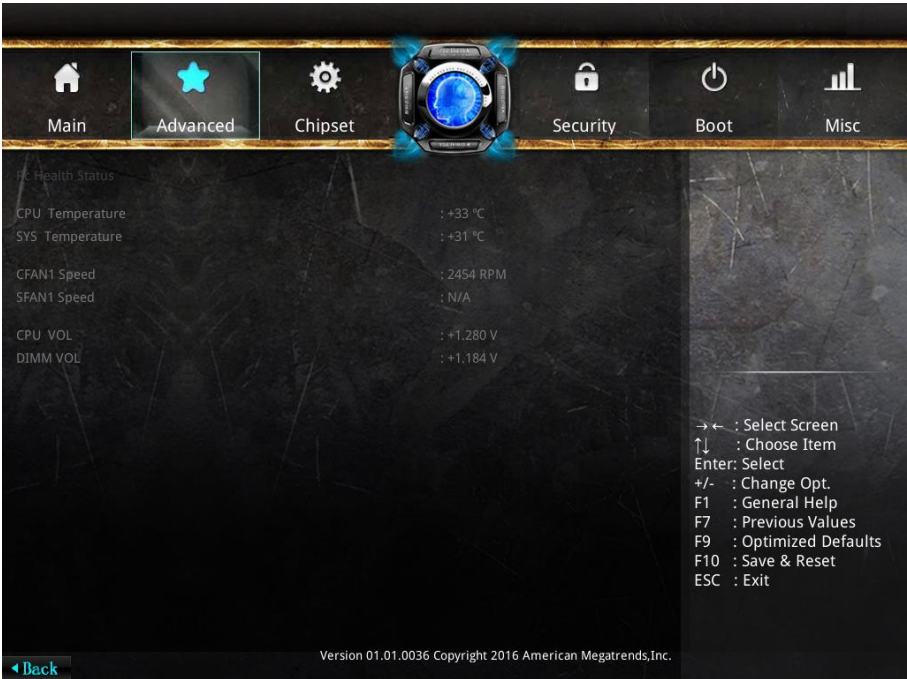 Main
Advanced
Chipset
Security
Boot
Misc
Pc Health Status
CPU Temperature : +33 ℃
SYS Temperature : +31 ℃
CFAN1 Speed : 2454 RPM
SFAN1 Speed : N/A
CPU VOL : +1.280 V
DIMM VOL : +1.184 V
→← : Select Screen
↑↓ : Choose Item
Enter: Select
+/- : Change Opt.
F1 : General Help
F7 : Previous Values
F9 : Optimized Defaults
F10 : Save & Reset
ESC : Exit
Version 01.01.0036 Copyright 2016 American Megatrends,Inc.
Back